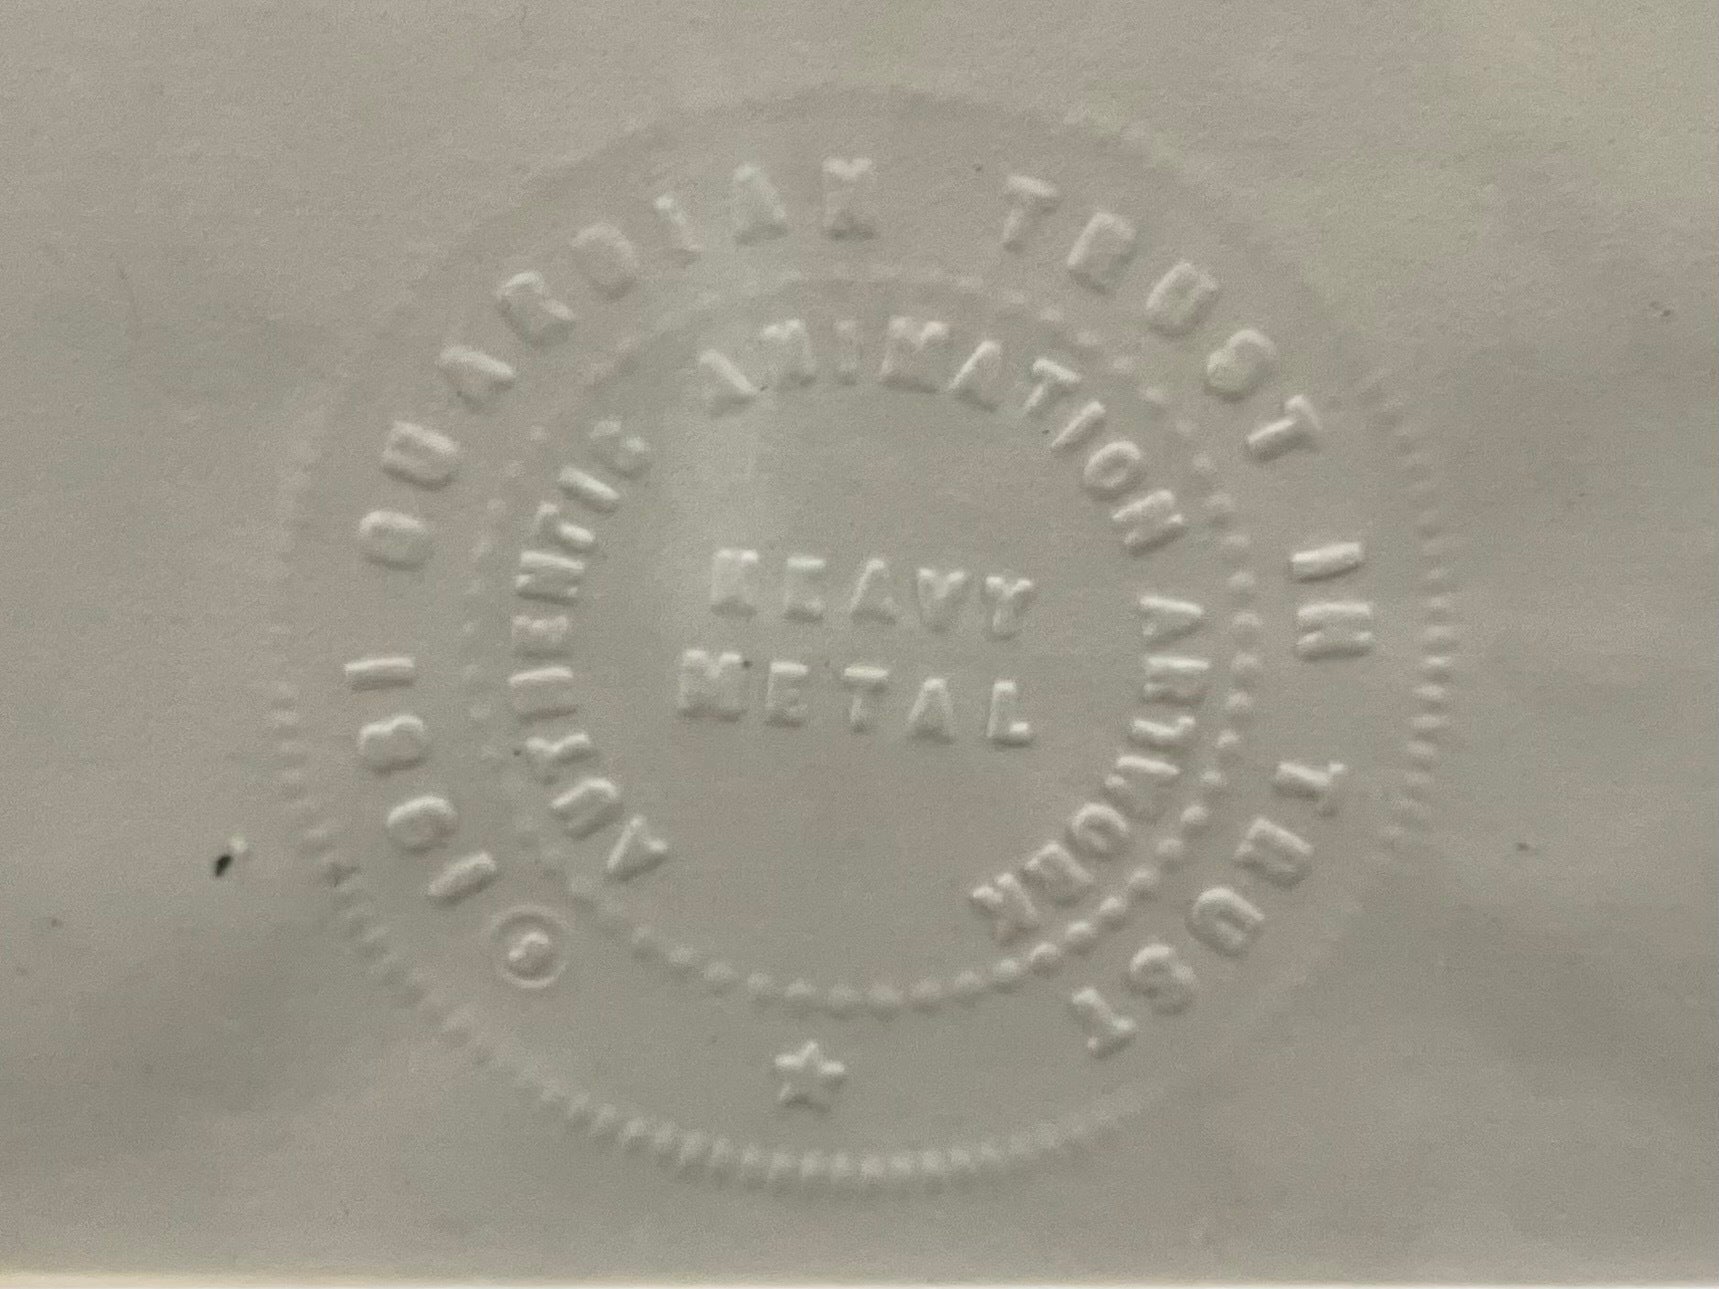 © 1981 GUARDIAN TRUST IN TRUST
AUTHENTIC ANIMATION ARTWORK
HEAVY
METAL